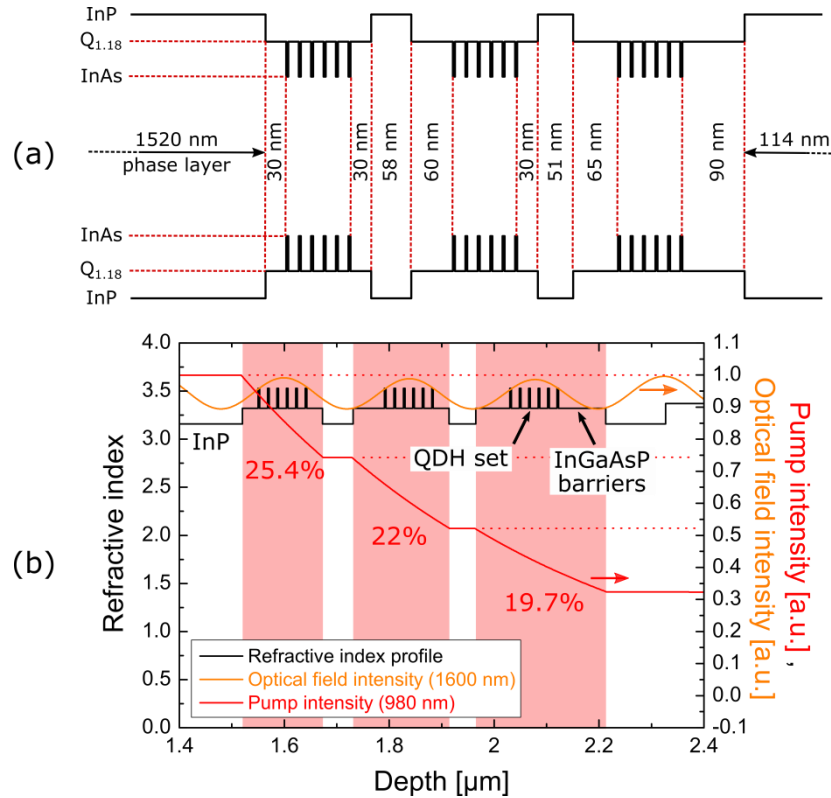 InP
Q1.18
InAs
(a)
1520 nm
phase layer
30 nm
30 nm
58 nm
60 nm
30 nm
51 nm
65 nm
90 nm
114 nm
InAs
Q1.18
InP
(b)
Refractive index
4.0
3.5
3.0
2.5
2.0
1.5
1.0
0.5
0.0
InP
QDH set
InGaAsP
barriers
25.4%
22%
19.7%
Refractive index profile
Optical field intensity (1600 nm)
Pump intensity (980 nm)
1.1
1.0
0.9
0.8
0.7
0.6
0.5
0.4
0.3
0.2
0.1
0.0
-0.1
Optical field intensity [a.u.]
Pump intensity [a.u.] ,
1.4
1.6
1.8
2
2.2
2.4
Depth [µm]